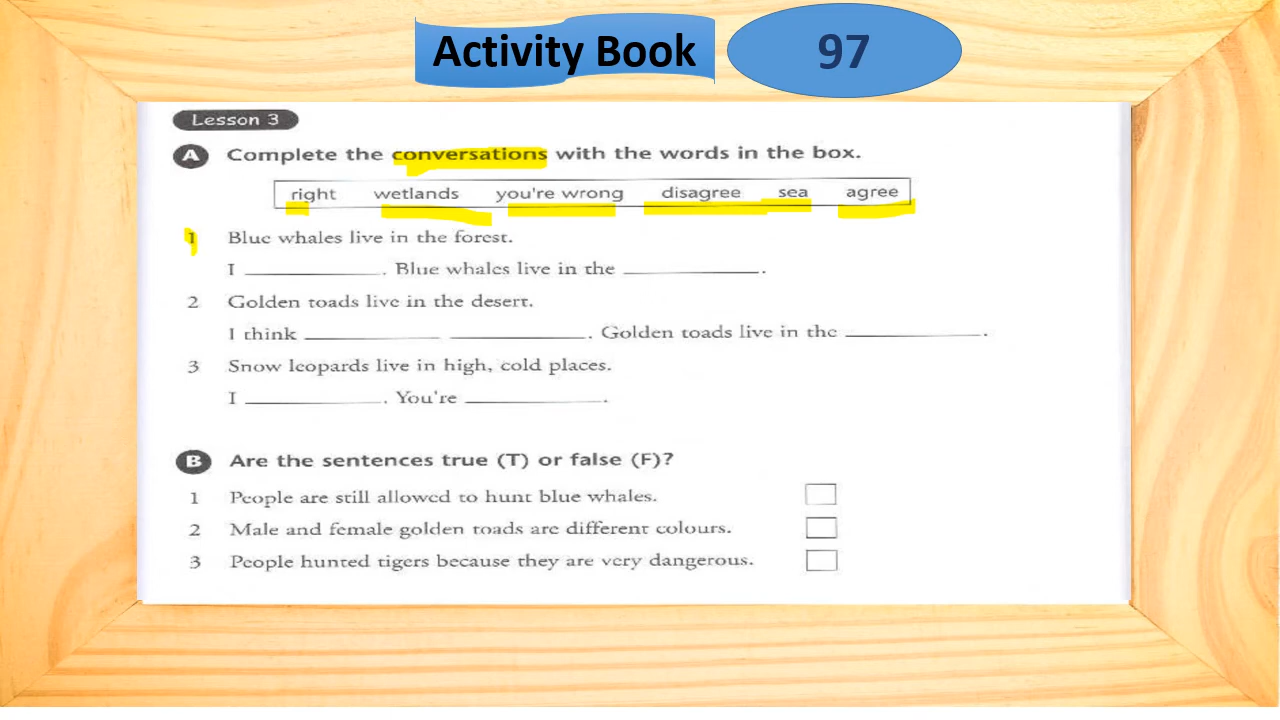 Activity Book 97
Lesson 3
A Complete the conversations with the words in the box.
right wetlands you're wrong disagree sea agree
1 Blue whales live in the forest.
I ____________. Blue whales live in the ____________.
2 Golden toads live in the desert.
I think ____________ ____________. Golden toads live in the ____________.
3 Snow leopards live in high, cold places.
I ____________. You're ____________.
B Are the sentences true (T) or false (F)?
1 People are still allowed to hunt blue whales.
2 Male and female golden toads are different colours.
3 People hunted tigers because they are very dangerous.